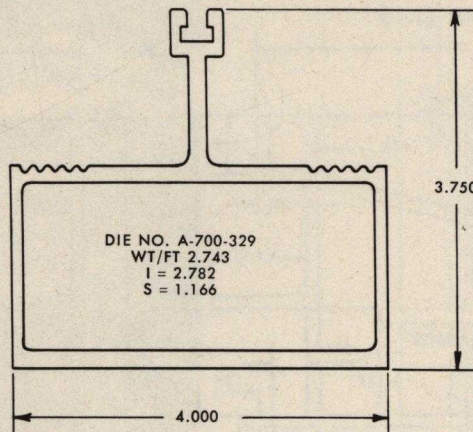 3.750
DIE NO. A-700-329
WT/FT 2.743
I = 2.782
S = 1.166
4.000